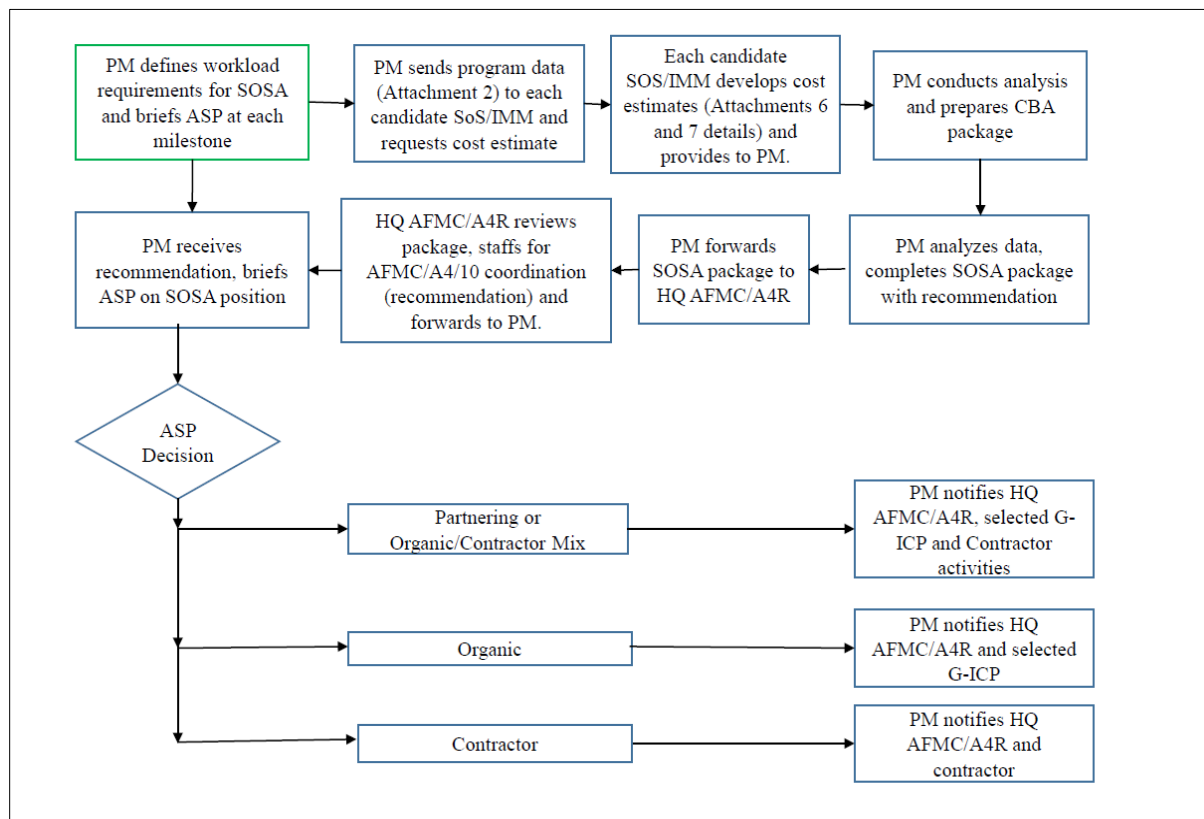 PM defines workload
requirements for SOSA
and briefs ASP at each
milestone
PM sends program data
(Attachment 2) to each
candidate SoS/IMM and
requests cost estimate
Each candidate
SOS/IMM develops cost
estimates (Attachments 6
and 7 details) and
provides to PM.
PM conducts analysis
and prepares CBA
package
PM receives
recommendation, briefs
ASP on SOSA position
HQ AFMC/A4R reviews
package, staffs for
AFMC/A4/10 coordination
(recommendation) and
forwards to PM.
PM forwards
SOSA package to
HQ AFMC/A4R
PM analyzes data,
completes SOSA package
with recommendation
ASP
Decision
Partnering or
Organic/Contractor Mix
PM notifies HQ
AFMC/A4R, selected G-
ICP and Contractor
activities
Organic
PM notifies HQ
AFMC/A4R and selected
G-ICP
Contractor
PM notifies HQ
AFMC/A4R and
contractor